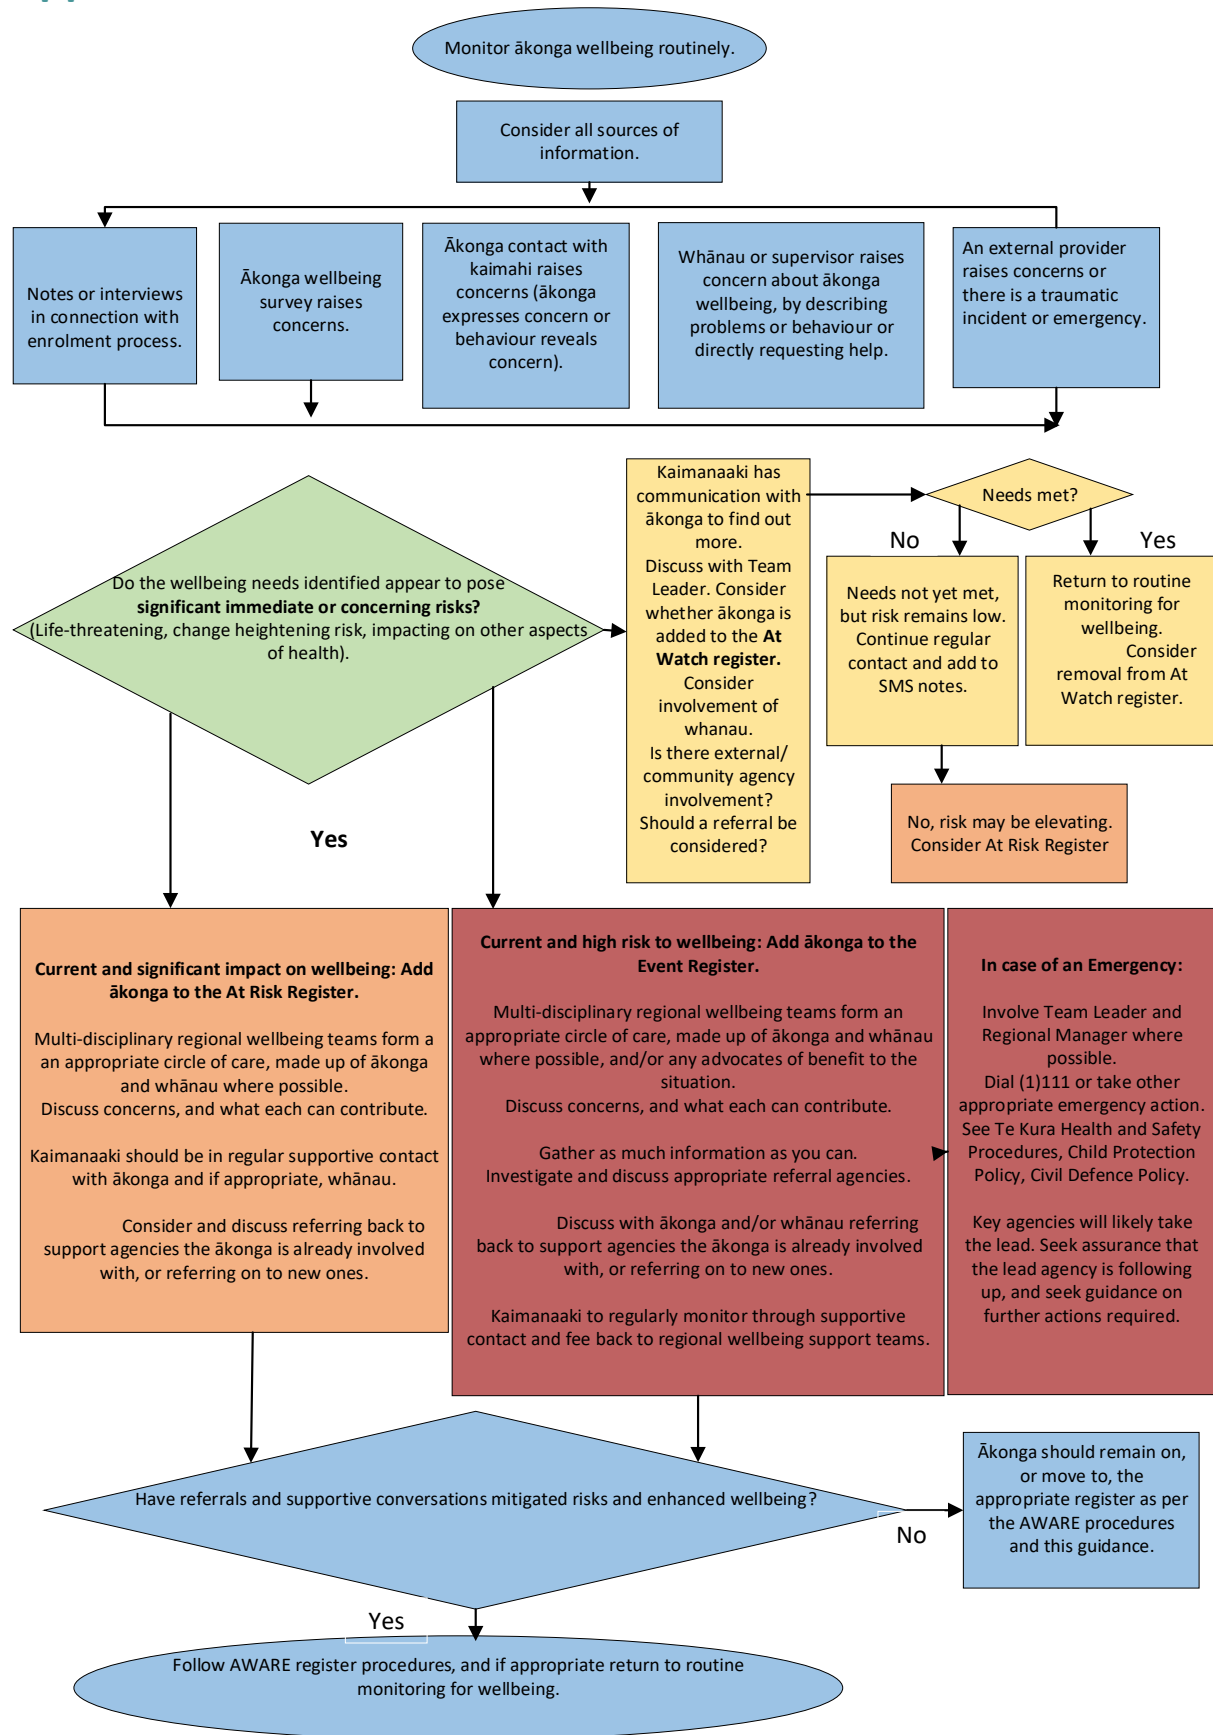 Monitor ākonga wellbeing routinely.
Consider all sources of
information.
Notes or interviews
in connection with
enrolment process.
Ākonga wellbeing
survey raises
concerns.
Ākonga contact with
kaimahi raises
concerns (ākonga
expresses concern or
behaviour reveals
concern).
Whānau or supervisor raises
concern about ākonga
wellbeing, by describing
problems or behaviour or
directly requesting help.
An external provider
raises concerns or
there is a traumatic
incident or emergency.
Do the wellbeing needs identified appear to pose
significant immediate or concerning risks?
(Life-threatening, change heightening risk, impacting on other aspects
of health).
Kaimanaaki has
communication with
ākonga to find out
more.
Discuss with Team
Leader. Consider
whether ākonga is
added to the At
Watch register.
Consider
involvement of
whanau.
Is there external/
community agency
involvement?
Should a referral be
considered?
Needs met?
No
Yes
Needs not yet met,
but risk remains low.
Continue regular
contact and add to
SMS notes.
Return to routine
monitoring for
wellbeing.
Consider
removal from At
Watch register.
No, risk may be elevating.
Consider At Risk Register
Yes
Current and significant impact on wellbeing: Add
ākonga to the At Risk Register.
Multi-disciplinary regional wellbeing teams form a
an appropriate circle of care, made up of ākonga
and whānau where possible.
Discuss concerns, and what each can contribute.
Kaimanaaki should be in regular supportive contact
with ākonga and if appropriate, whānau.
Consider and discuss referring back to
support agencies the ākonga is already involved
with, or referring on to new ones.
Current and high risk to wellbeing: Add ākonga to the
Event Register.
Multi-disciplinary regional wellbeing teams form an
appropriate circle of care, made up of ākonga and whānau
where possible, and/or any advocates of benefit to the
situation.
Discuss concerns, and what each can contribute.
Gather as much information as you can.
Investigate and discuss appropriate referral agencies.
Discuss with ākonga and/or whānau referring
back to support agencies the ākonga is already involved
with, or referring on to new ones.
Kaimanaaki to regularly monitor through supportive
contact and fee back to regional wellbeing support teams.
In case of an Emergency:
Involve Team Leader and
Regional Manager where
possible.
Dial (1)111 or take other
appropriate emergency action.
See Te Kura Health and Safety
Procedures, Child Protection
Policy, Civil Defence Policy.
Key agencies will likely take
the lead. Seek assurance that
the lead agency is following
up, and seek guidance on
further actions required.
Have referrals and supportive conversations mitigated risks and enhanced wellbeing?
No
Ākonga should remain on,
or move to, the
appropriate register as per
the AWARE procedures
and this guidance.
Yes
Follow AWARE register procedures, and if appropriate return to routine
monitoring for wellbeing.